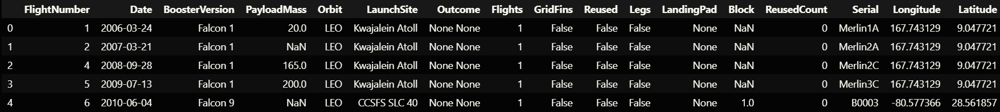 FlightNumber Date BoosterVersion PayloadMass Orbit LaunchSite Outcome Flights GridFins Reused Legs LandingPad Block ReusedCount Serial Longitude Latitude
0 1 2006-03-24 Falcon 1 20.0 LEO Kwajalein Atoll None None 1 False False False None NaN 0 Merlin1A 167.743129 9.047721
1 2 2007-03-21 Falcon 1 NaN LEO Kwajalein Atoll None None 1 False False False None NaN 0 Merlin2A 167.743129 9.047721
2 4 2008-09-28 Falcon 1 165.0 LEO Kwajalein Atoll None None 1 False False False None NaN 0 Merlin2C 167.743129 9.047721
3 5 2009-07-13 Falcon 1 200.0 LEO Kwajalein Atoll None None 1 False False False None NaN 0 Merlin3C 167.743129 9.047721
4 6 2010-06-04 Falcon 9 NaN LEO CCSFS SLC 40 None None 1 False False False None 1.0 0 B0003 -80.577366 28.561857